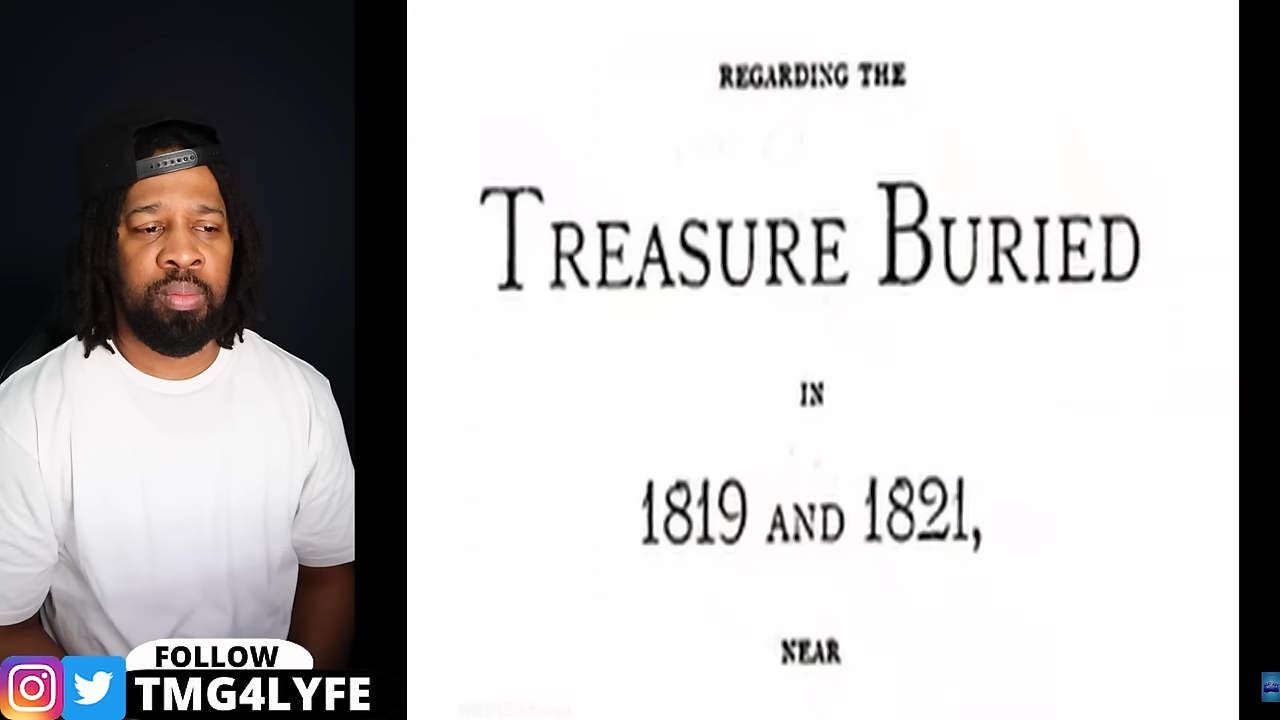 REGARDING THE
TREASURE BURIED
IN
1819 AND 1821,
NEAR
FOLLOW
TMG4LYFE